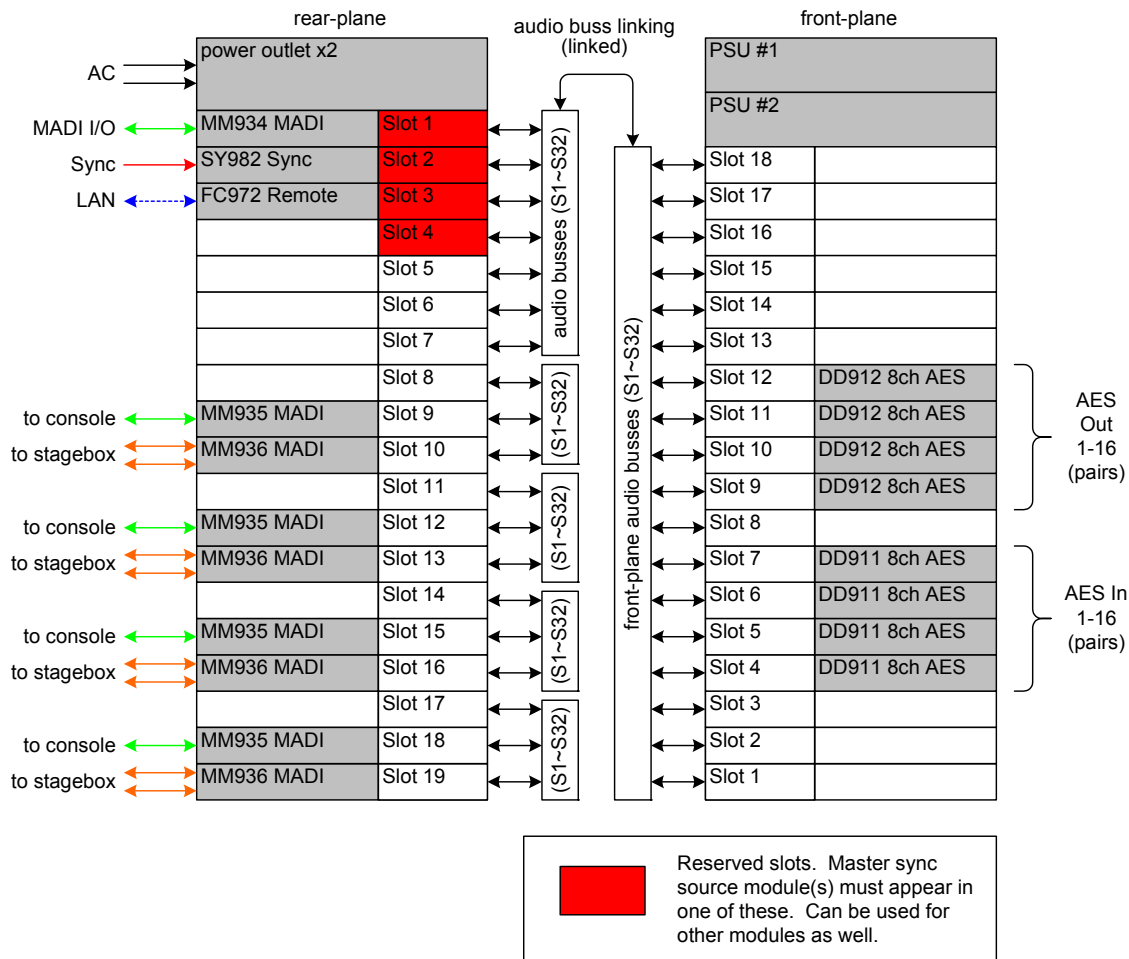 rear-plane
audio buss linking
(linked)
front-plane
power outlet x2
PSU #1
AC
PSU #2
MADI I/O
MM934 MADI
Slot 1
Sync
SY982 Sync
Slot 2
Slot 18
LAN
FC972 Remote
Slot 3
Slot 17
Slot 4
Slot 16
Slot 5
Slot 15
Slot 6
Slot 14
Slot 7
Slot 13
audio busses (S1~S32)
front-plane audio busses (S1~S32)
Slot 8
Slot 12
DD912 8ch AES
to console
MM935 MADI
Slot 9
(S1~S32)
Slot 11
DD912 8ch AES
to stagebox
MM936 MADI
Slot 10
Slot 10
DD912 8ch AES
Slot 11
Slot 9
DD912 8ch AES
AES
Out
1-16
(pairs)
to console
MM935 MADI
Slot 12
(S1~S32)
Slot 8
to stagebox
MM936 MADI
Slot 13
Slot 7
DD911 8ch AES
Slot 14
Slot 6
DD911 8ch AES
to console
MM935 MADI
Slot 15
(S1~S32)
Slot 5
DD911 8ch AES
to stagebox
MM936 MADI
Slot 16
Slot 4
DD911 8ch AES
AES In
1-16
(pairs)
Slot 17
Slot 3
to console
MM935 MADI
Slot 18
(S1~S32)
Slot 2
to stagebox
MM936 MADI
Slot 19
Slot 1
Reserved slots. Master sync
source module(s) must appear in
one of these. Can be used for
other modules as well.